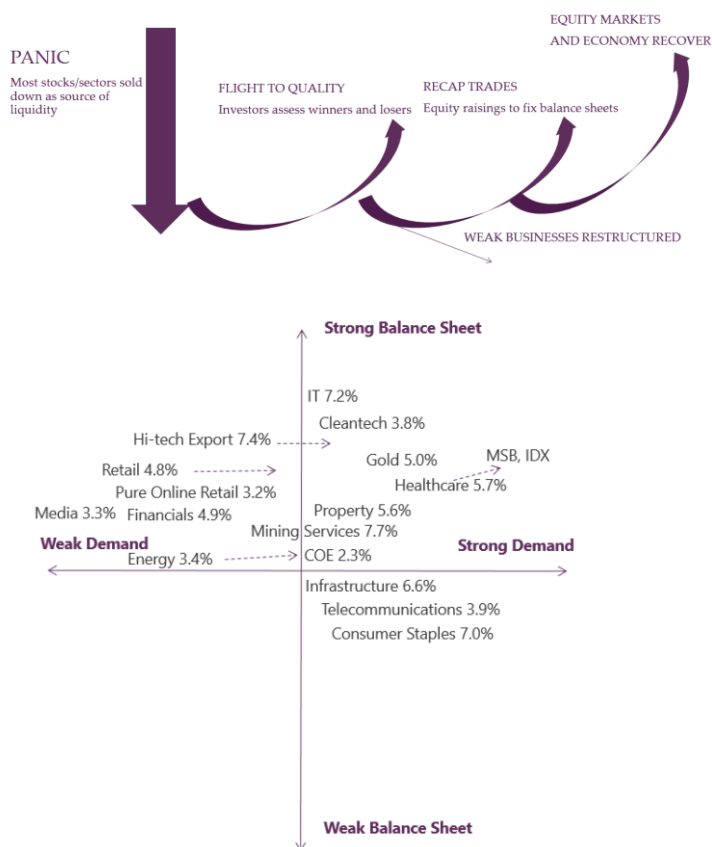 EQUITY MARKETS
AND ECONOMY RECOVER
PANIC
Most stocks/sectors sold
down as source of
liquidity
FLIGHT TO QUALITY
Investors assess winners and losers
RECAP TRADES
Equity raisings to fix balance sheets
WEAK BUSINESSES RESTRUCTURED
Strong Balance Sheet
IT 7.2%
Cleantech 3.8%
Hi-tech Export 7.4%
Gold 5.0%
MSB, IDX
Retail 4.8%
Healthcare 5.7%
Pure Online Retail 3.2%
Media 3.3%
Financials 4.9%
Property 5.6%
Mining Services 7.7%
Weak Demand
Strong Demand
Energy 3.4%
COE 2.3%
Infrastructure 6.6%
Telecommunications 3.9%
Consumer Staples 7.0%
Weak Balance Sheet